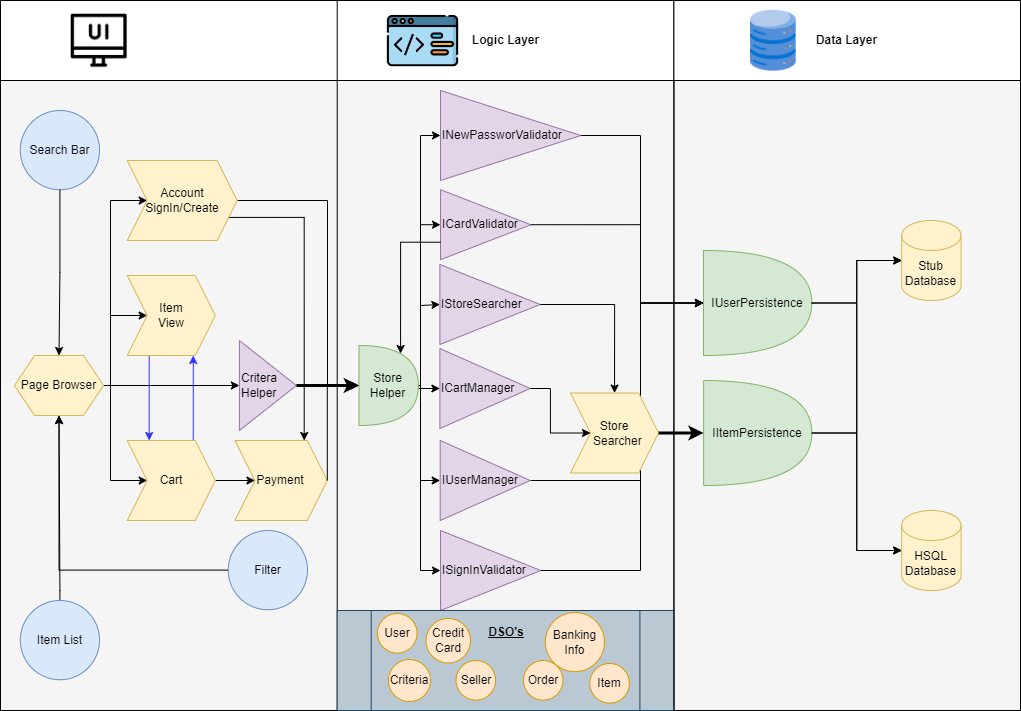 UI
</>
Logic Layer
Data Layer
Search Bar
Account
SignIn/Create
Item
View
Page Browser
Critera
Helper
Cart
Payment
Filter
Item List
INewPassworValidator
ICardValidator
IStoreSearcher
Store
Helper
ICartManager
Store
Searcher
IUserManager
ISignInValidator
IUserPersistence
IItemPersistence
Stub
Database
HSQL
Database
DSO's
User
Credit
Card
Banking
Info
Criteria
Seller
Order
Item